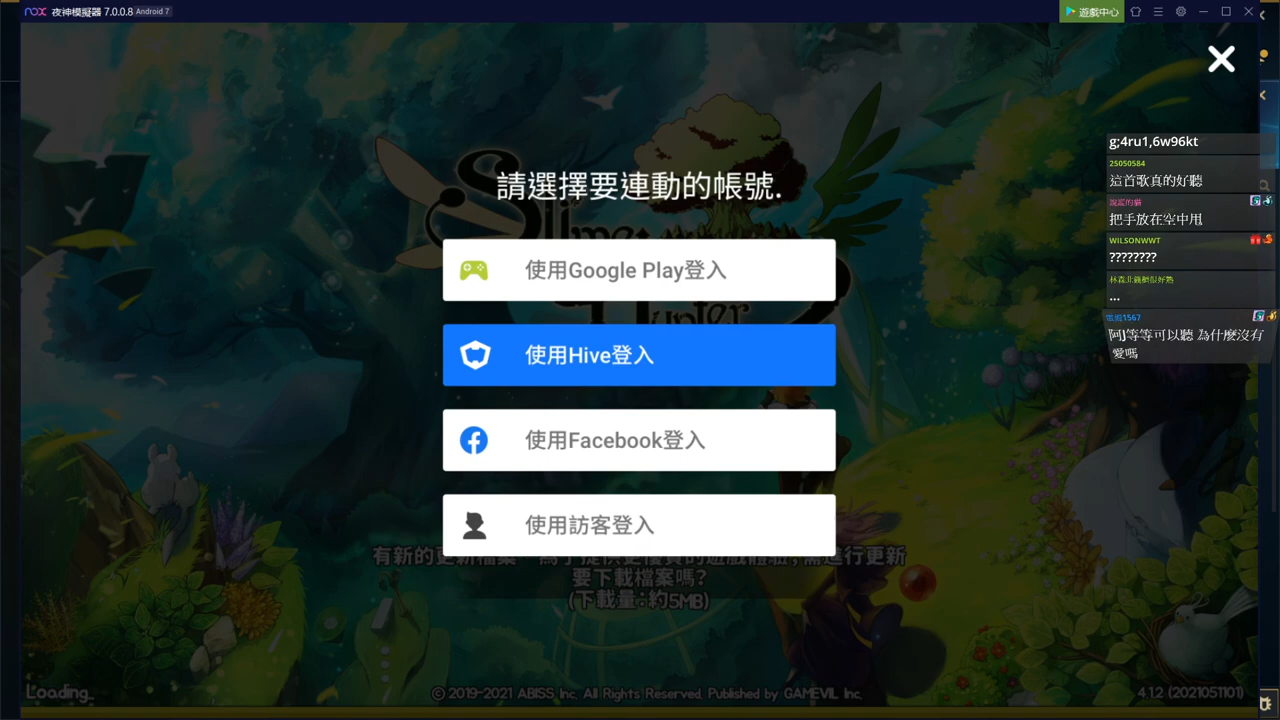 nox 夜神模擬器 7.0.0.8 Android 7
遊戲中心
請選擇要連動的帳號.
使用Google Play登入
使用Hive登入
使用Facebook登入
使用訪客登入
Hunter
要下載檔案嗎?
(下載量:約5MB)
Loading..
© 2019-2021 ABISS Inc. All Rights Reserved. Published by GAMEVIL Inc.
4.1.2 (2021051101)
g;4ru1,6w96kt
25050584
這首歌真的好聽
把手放在空中甩
WILSONWWT
????????
...
阿J等等可以聽 為什麼沒有
愛嗎